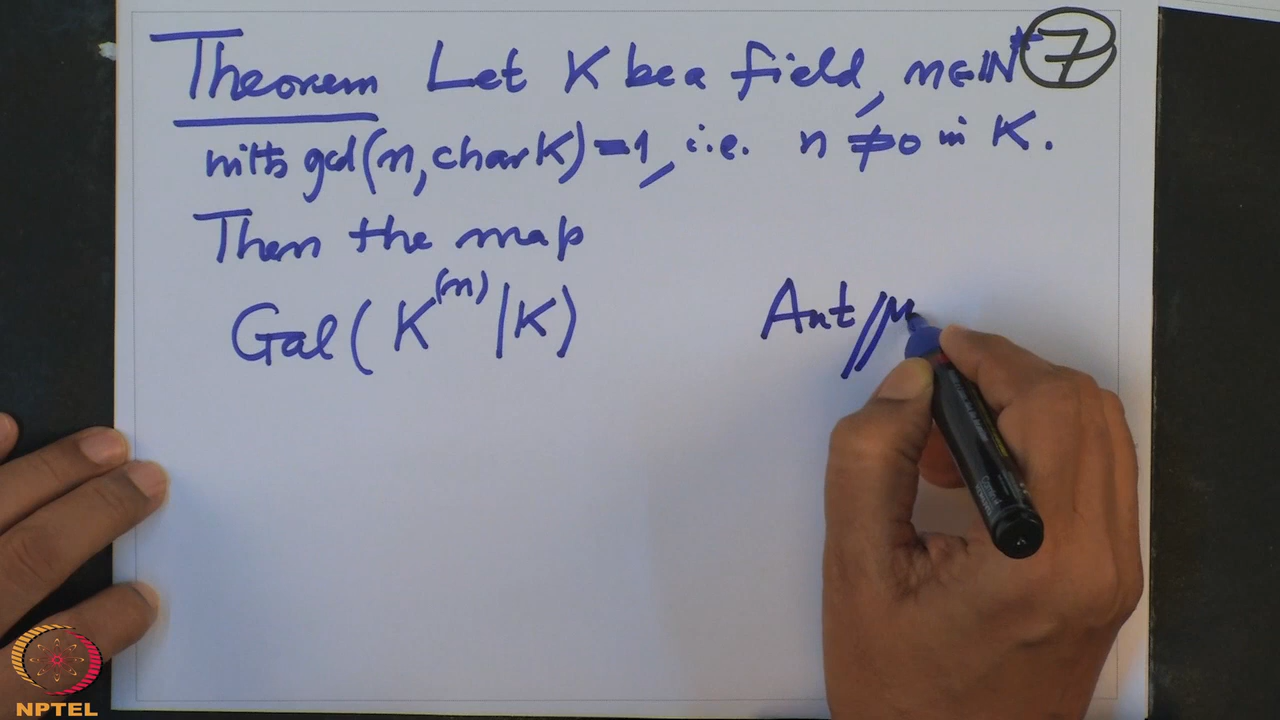 Theorem Let K be a field, n∈ℕ* 7
with gcd(n, char K) = 1, i.e. n ≠ 0 in K.
Then the map
Gal(K^(n)|K) Aut μ
NPTEL